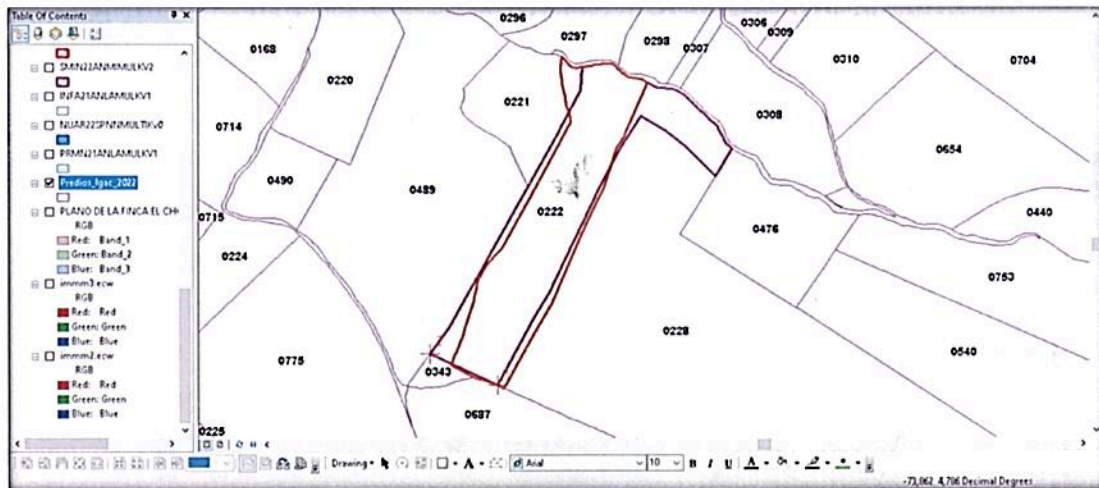 Table Of Contents
SMIN22ANMIMULKV2
INFA21ANLAMULKV1
NUAR22SPNNMULTIKV0
PRMN21ANLAMULKV1
Predios_Igac_2022
PLANO DE LA FINCA EL CH
RGB
Red: Band_1
Green: Band_2
Blue: Band_3
immm3.ecw
RGB
Red: Red
Green: Green
Blue: Blue
immm2.ecw
RGB
Red: Red
Green: Green
Blue: Blue
0296
0306
0168
0297
0298
0307
0309
0310
0704
0220
0221
0714
0308
0654
0490
0489
0222
0715
0476
0440
0224
0753
0228
0775
0343
0540
0687
0225
Drawing
Arial
10
B I U A
-73,862 4,786 Decimal Degrees